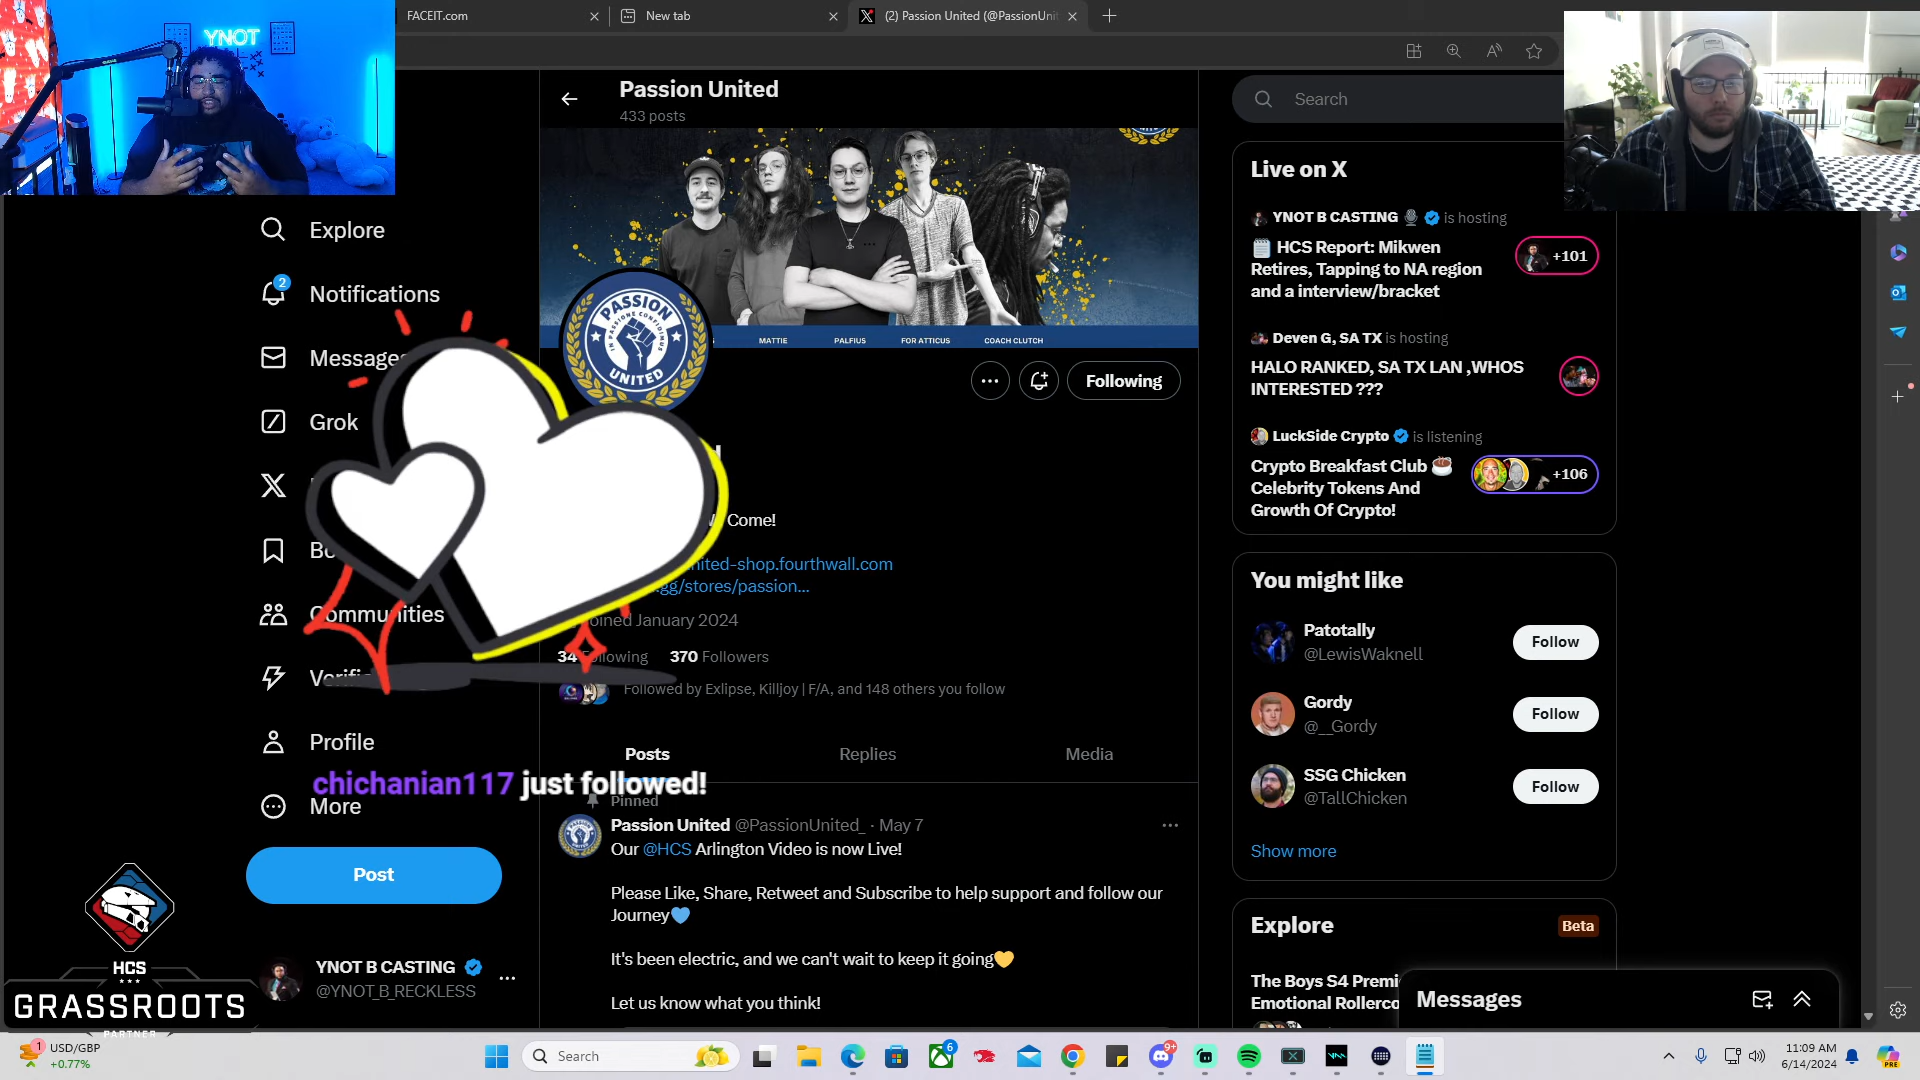 YNOT
FACEIT.com
New tab
(2) Passion United (@PassionUnit
Passion United
433 posts
Search
PASSION
UNITED
MATTIE
PALFIUS
FOR ATTICUS
COACH CLUTCH
Following
Explore
2
Notifications
Messages
Grok
Communities
Profile
More
Post
YNOT B CASTING
@YNOT_B_RECKLESS
Come!
nited-shop.fourthwall.com
.gg/stores/passion...
oined January 2024
34 Following 370 Followers
Followed by Exlipse, Killjoy | F/A, and 148 others you follow
Posts
Replies
Media
chichanian117 just followed!
Pinned
Passion United @PassionUnited_ · May 7
Our @HCS Arlington Video is now Live!
Please Like, Share, Retweet and Subscribe to help support and follow our
Journey💙
It's been electric, and we can't wait to keep it going💛
Let us know what you think!
Live on X
YNOT B CASTING 🎙 is hosting
🗒 HCS Report: Mikwen
Retires, Tapping to NA region
and a interview/bracket
+101
Deven G, SA TX is hosting
HALO RANKED, SA TX LAN ,WHOS
INTERESTED ???
LuckSide Crypto is listening
Crypto Breakfast Club ☕
Celebrity Tokens And
Growth Of Crypto!
+106
You might like
Patotally
@LewisWaknell
Follow
Gordy
@__Gordy
Follow
SSG Chicken
@TallChicken
Follow
Show more
Explore
Beta
The Boys S4 Premi
Emotional Rollerco
Messages
HCS
GRASSROOTS
PARTNER
1
USD/GBP
+0.77%
Search
6
9+
11:09 AM
6/14/2024
PRE